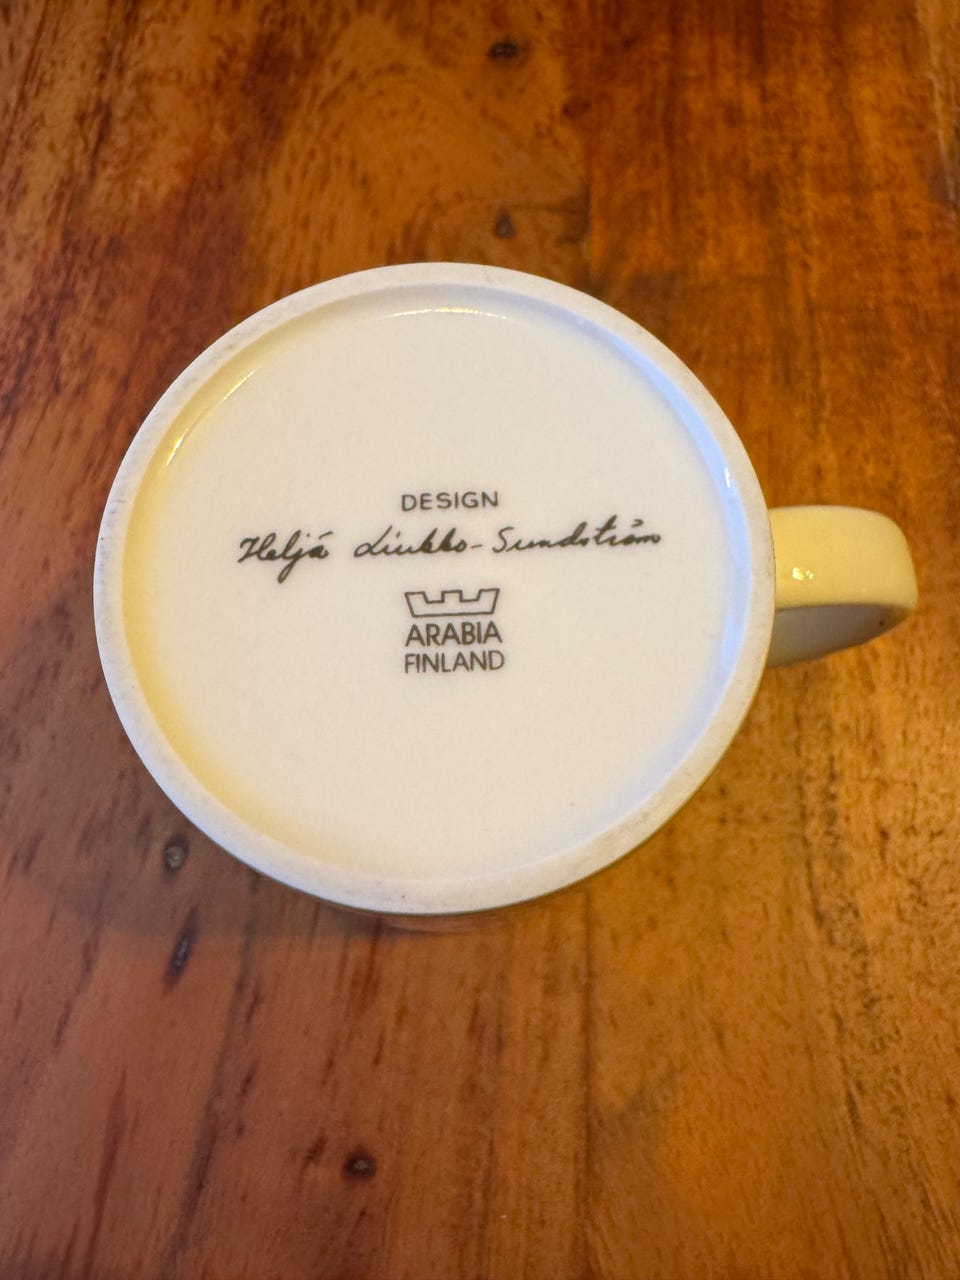 DESIGN
Heljä Liukko-Sundström
ARABIA
FINLAND